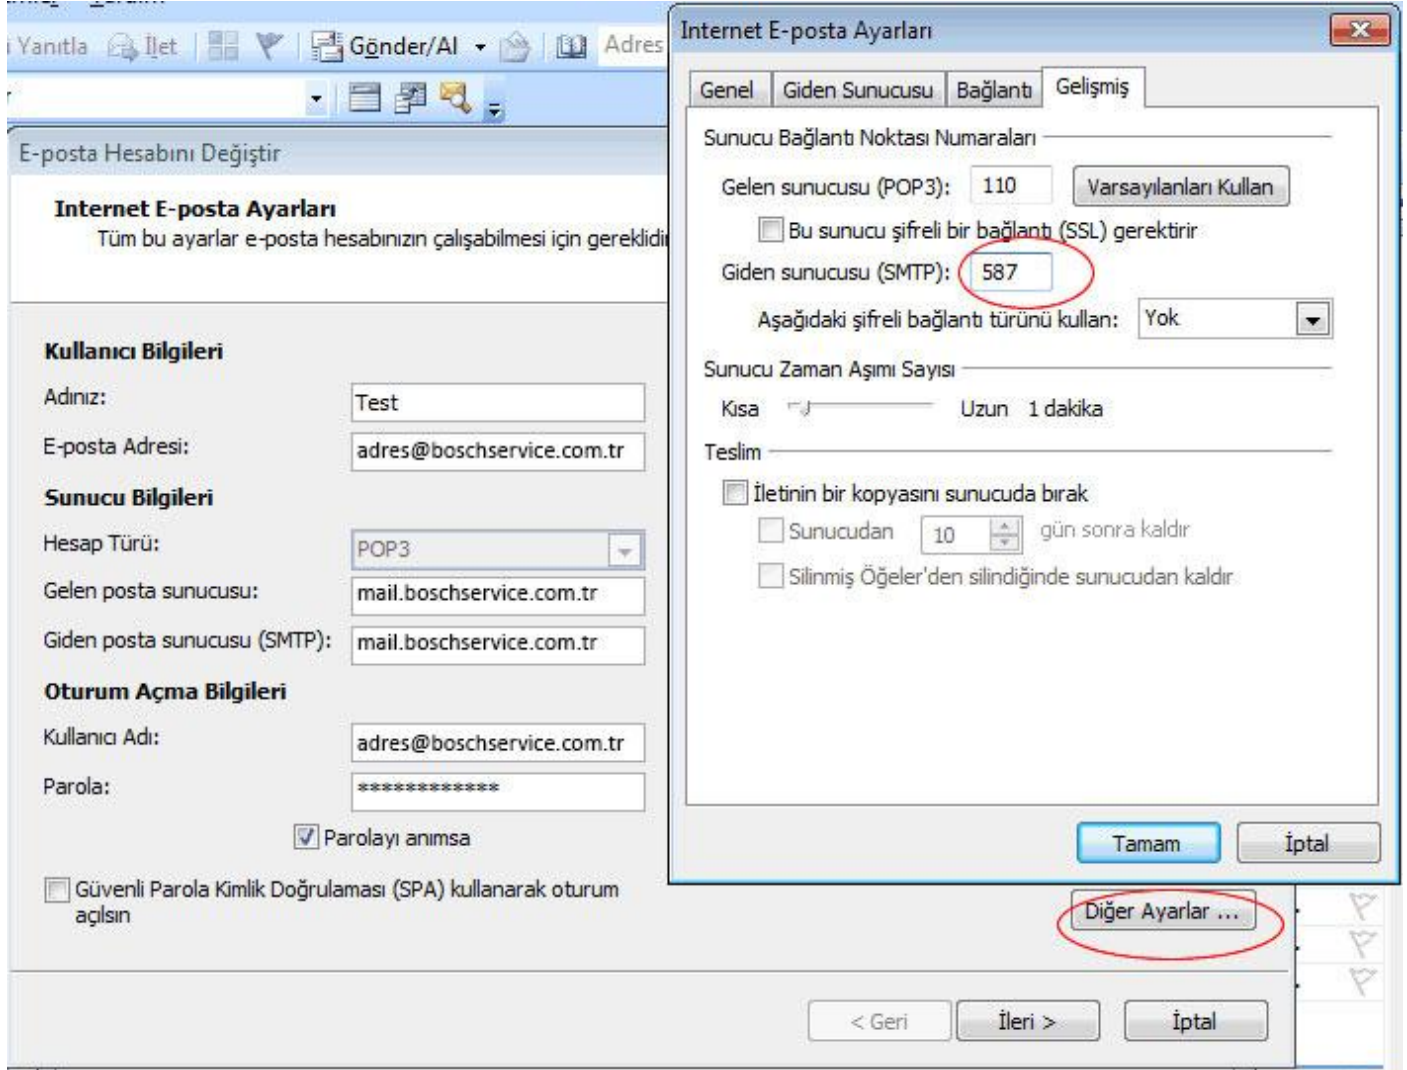 Yanıtla İlet Gönder/Al Adres
E-posta Hesabını Değiştir
Internet E-posta Ayarları
Tüm bu ayarlar e-posta hesabınızın çalışabilmesi için gereklidir
Kullanıcı Bilgileri
Adınız: Test
E-posta Adresi: adres@boschservice.com.tr
Sunucu Bilgileri
Hesap Türü: POP3
Gelen posta sunucusu: mail.boschservice.com.tr
Giden posta sunucusu (SMTP): mail.boschservice.com.tr
Oturum Açma Bilgileri
Kullanıcı Adı: adres@boschservice.com.tr
Parola: ************
Parolayı anımsa
Güvenli Parola Kimlik Doğrulaması (SPA) kullanarak oturum
açılsın
Diğer Ayarlar ...
< Geri İleri > İptal
Internet E-posta Ayarları
Genel Giden Sunucusu Bağlantı Gelişmiş
Sunucu Bağlantı Noktası Numaraları
Gelen sunucusu (POP3): 110 Varsayılanları Kullan
Bu sunucu şifreli bir bağlantı (SSL) gerektirir
Giden sunucusu (SMTP): 587
Aşağıdaki şifreli bağlantı türünü kullan: Yok
Sunucu Zaman Aşımı Sayısı
Kısa Uzun 1 dakika
Teslim
İletinin bir kopyasını sunucuda bırak
Sunucudan 10 gün sonra kaldır
Silinmiş Öğeler'den silindiğinde sunucudan kaldır
Tamam İptal